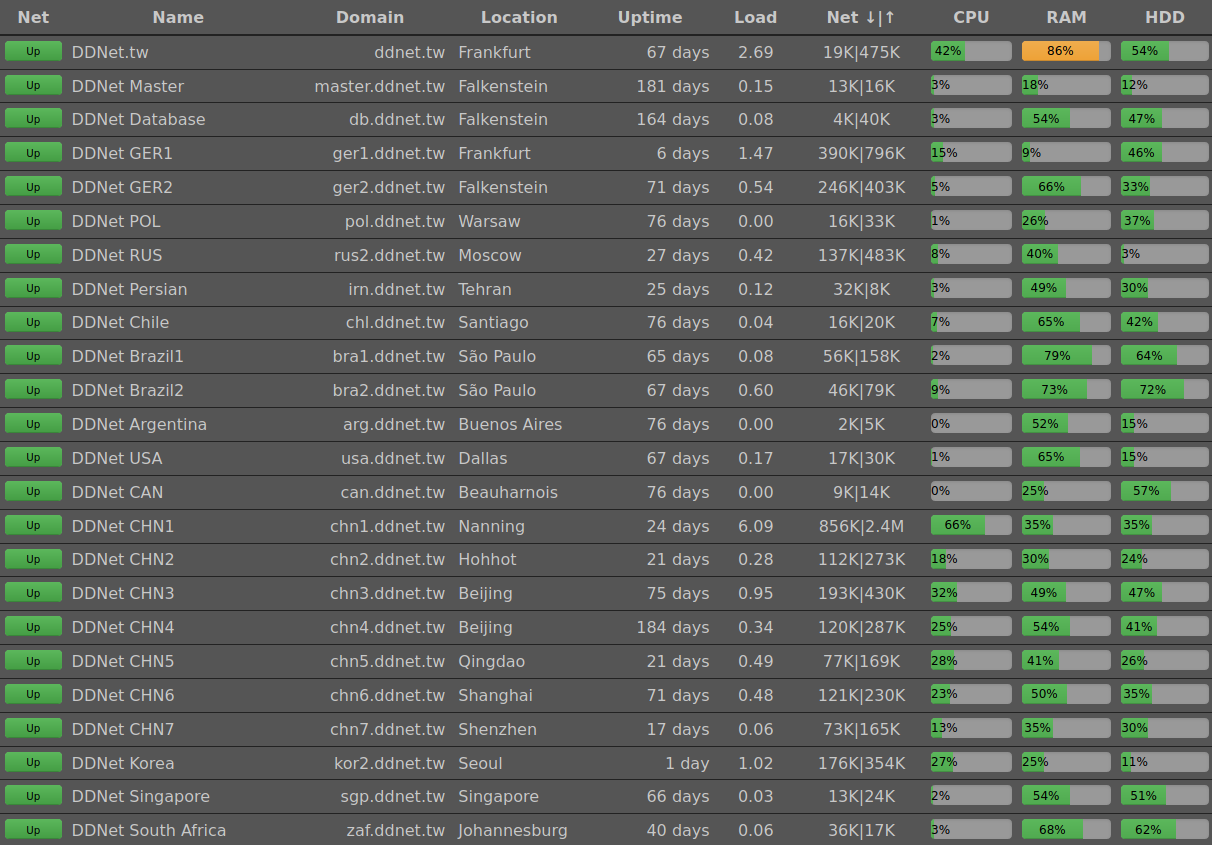 Net Name Domain Location Uptime Load Net ↓|↑ CPU RAM HDD
Up DDNet.tw ddnet.tw Frankfurt 67 days 2.69 19K|475K 42% 86% 54%
Up DDNet Master master.ddnet.tw Falkenstein 181 days 0.15 13K|16K 3% 18% 12%
Up DDNet Database db.ddnet.tw Falkenstein 164 days 0.08 4K|40K 3% 54% 47%
Up DDNet GER1 ger1.ddnet.tw Frankfurt 6 days 1.47 390K|796K 15% 9% 46%
Up DDNet GER2 ger2.ddnet.tw Falkenstein 71 days 0.54 246K|403K 5% 66% 33%
Up DDNet POL pol.ddnet.tw Warsaw 76 days 0.00 16K|33K 1% 26% 37%
Up DDNet RUS rus2.ddnet.tw Moscow 27 days 0.42 137K|483K 8% 40% 3%
Up DDNet Persian irn.ddnet.tw Tehran 25 days 0.12 32K|8K 3% 49% 30%
Up DDNet Chile chl.ddnet.tw Santiago 76 days 0.04 16K|20K 7% 65% 42%
Up DDNet Brazil1 bra1.ddnet.tw São Paulo 65 days 0.08 56K|158K 2% 79% 64%
Up DDNet Brazil2 bra2.ddnet.tw São Paulo 67 days 0.60 46K|79K 9% 73% 72%
Up DDNet Argentina arg.ddnet.tw Buenos Aires 76 days 0.00 2K|5K 0% 52% 15%
Up DDNet USA usa.ddnet.tw Dallas 67 days 0.17 17K|30K 1% 65% 15%
Up DDNet CAN can.ddnet.tw Beauharnois 76 days 0.00 9K|14K 0% 25% 57%
Up DDNet CHN1 chn1.ddnet.tw Nanning 24 days 6.09 856K|2.4M 66% 35% 35%
Up DDNet CHN2 chn2.ddnet.tw Hohhot 21 days 0.28 112K|273K 18% 30% 24%
Up DDNet CHN3 chn3.ddnet.tw Beijing 75 days 0.95 193K|430K 32% 49% 47%
Up DDNet CHN4 chn4.ddnet.tw Beijing 184 days 0.34 120K|287K 25% 54% 41%
Up DDNet CHN5 chn5.ddnet.tw Qingdao 21 days 0.49 77K|169K 28% 41% 26%
Up DDNet CHN6 chn6.ddnet.tw Shanghai 71 days 0.48 121K|230K 23% 50% 35%
Up DDNet CHN7 chn7.ddnet.tw Shenzhen 17 days 0.06 73K|165K 13% 35% 30%
Up DDNet Korea kor2.ddnet.tw Seoul 1 day 1.02 176K|354K 27% 25% 11%
Up DDNet Singapore sgp.ddnet.tw Singapore 66 days 0.03 13K|24K 2% 54% 51%
Up DDNet South Africa zaf.ddnet.tw Johannesburg 40 days 0.06 36K|17K 3% 68% 62%